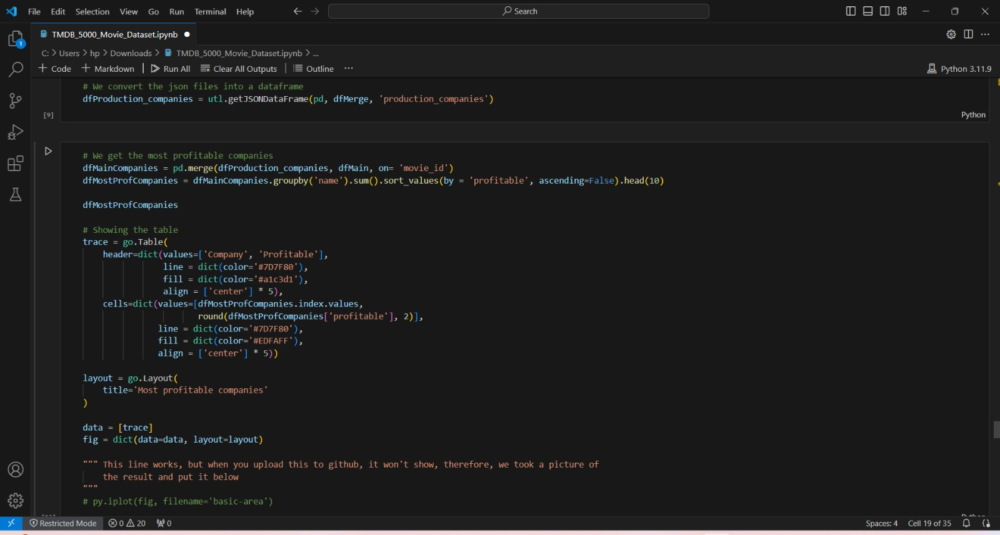 File Edit Selection View Go Run Terminal Help
Search
TMDB_5000_Movie_Dataset.ipynb
1
C: > Users > hp > Downloads > TMDB_5000_Movie_Dataset.ipynb > ...
+ Code + Markdown | Run All Clear All Outputs | Outline ...
Python 3.11.9
# We convert the json files into a dataframe
dfProduction_companies = utl.getJSONDataFrame(pd, dfMerge, 'production_companies')
[9]
Python
# We get the most profitable companies
dfMainCompanies = pd.merge(dfProduction_companies, dfMain, on= 'movie_id')
dfMostProfCompanies = dfMainCompanies.groupby('name').sum().sort_values(by = 'profitable', ascending=False).head(10)
dfMostProfCompanies
# Showing the table
trace = go.Table(
header=dict(values=['Company', 'Profitable'],
line = dict(color='#7D7F80'),
fill = dict(color='#a1c3d1'),
align = ['center'] * 5),
cells=dict(values=[dfMostProfCompanies.index.values,
round(dfMostProfCompanies['profitable'], 2)],
line = dict(color='#7D7F80'),
fill = dict(color='#EDFAFF'),
align = ['center'] * 5))
layout = go.Layout(
title='Most profitable companies'
)
data = [trace]
fig = dict(data=data, layout=layout)
""" This line works, but when you upload this to github, it won't show, therefore, we took a picture of
the result and put it below
"""
# py.iplot(fig, filename='basic-area')
Restricted Mode 0 20 0
Spaces: 4 Cell 19 of 35